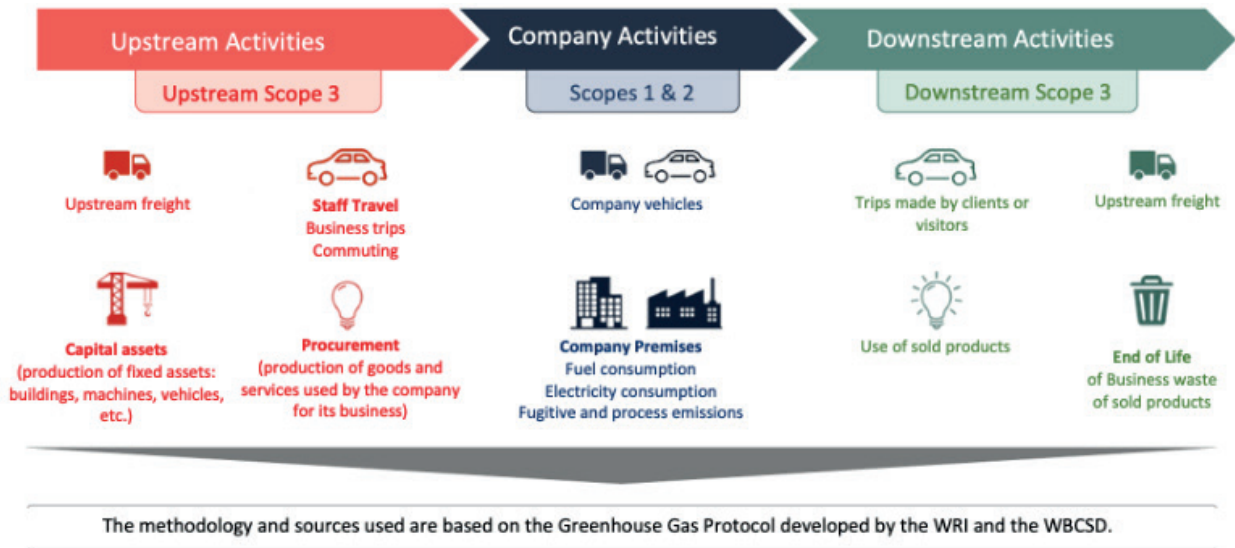 Upstream Activities
Company Activities
Downstream Activities
Upstream Scope 3
Scopes 1 & 2
Downstream Scope 3
Upstream freight
Staff Travel
Business trips
Commuting
Company vehicles
Trips made by clients or
visitors
Upstream freight
Capital assets
(production of fixed assets:
buildings, machines, vehicles,
etc.)
Procurement
(production of goods and
services used by the company
for its business)
Company Premises
Fuel consumption
Electricity consumption
Fugitive and process emissions
Use of sold products
End of Life
of Business waste
of sold products
The methodology and sources used are based on the Greenhouse Gas Protocol developed by the WRI and the WBCSD.